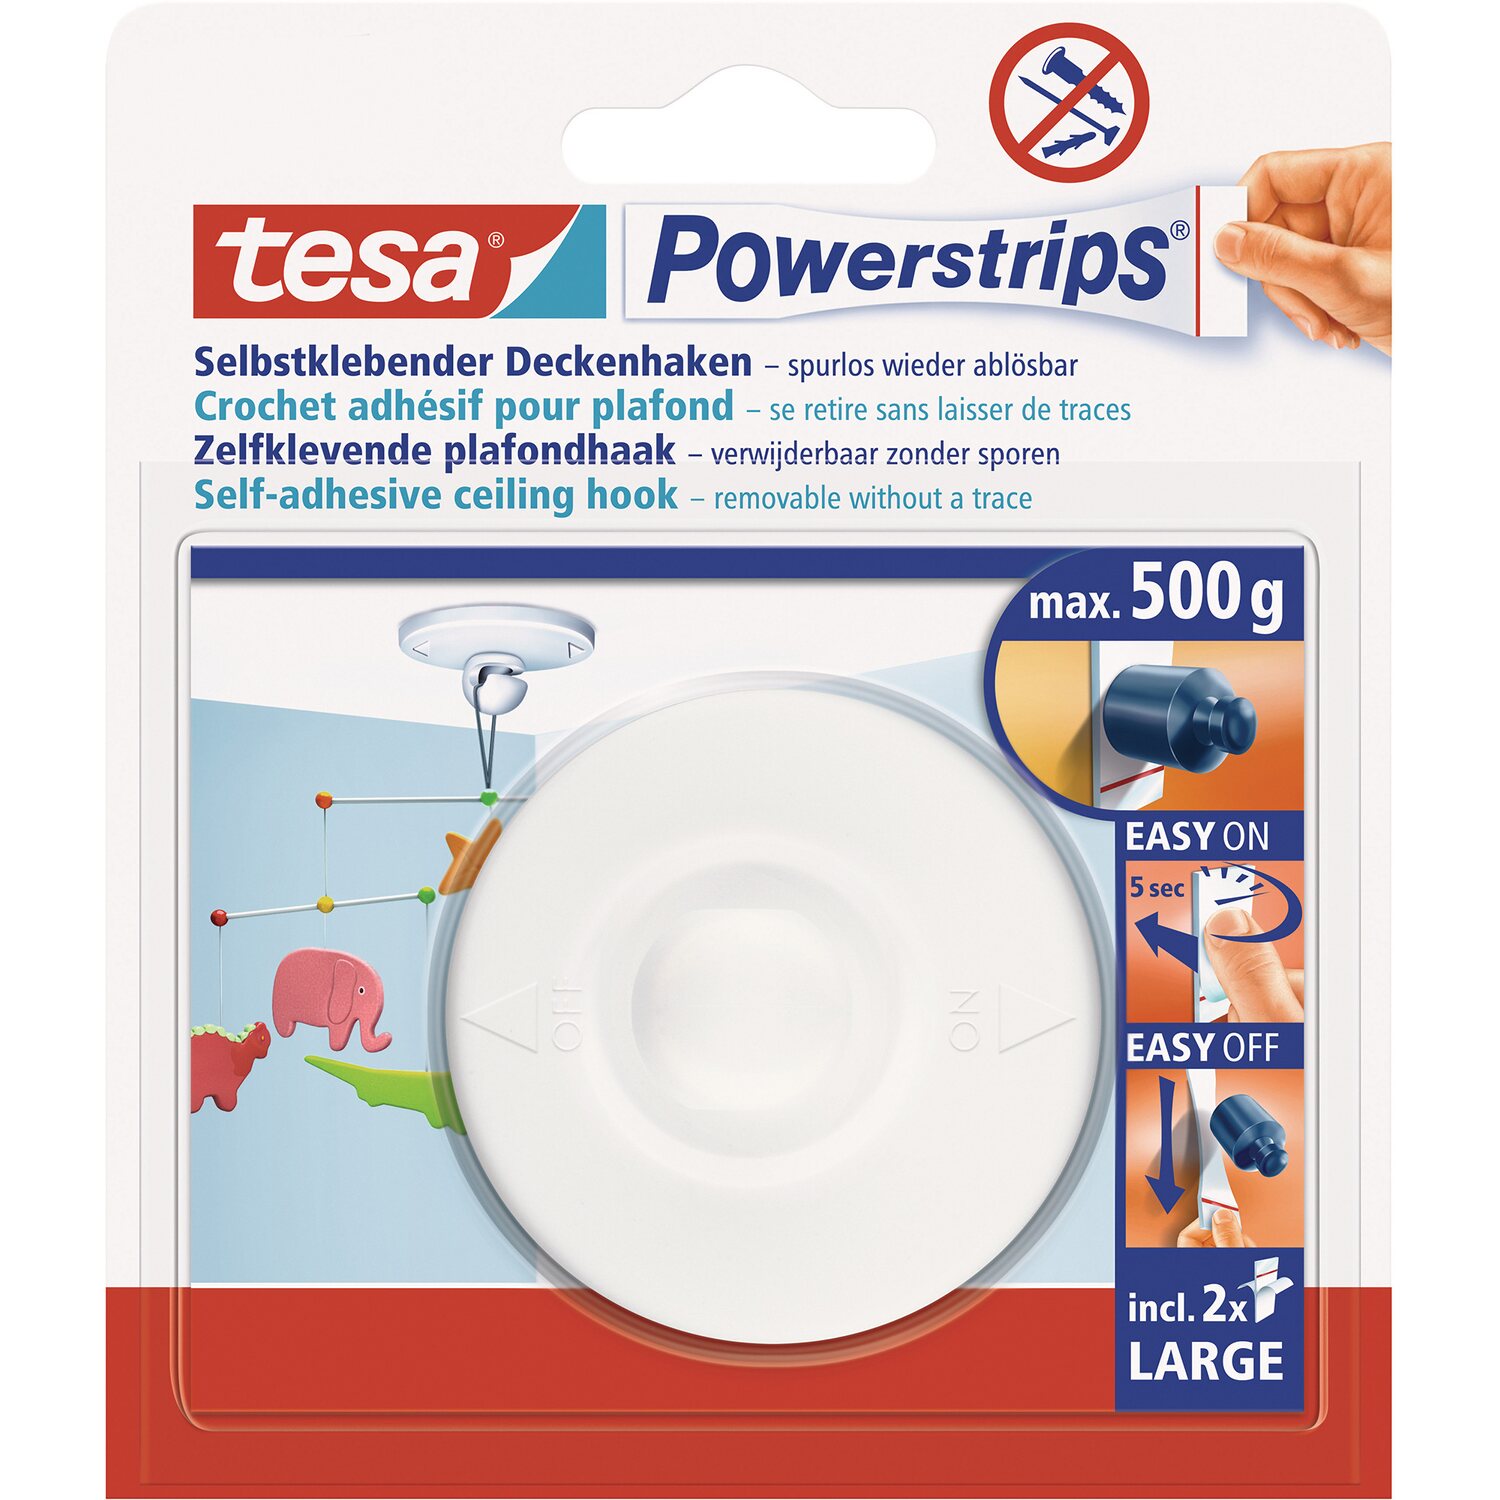 tesa®
Powerstrips®
Selbstklebender Deckenhaken – spurlos wieder ablösbar
Crochet adhésif pour plafond – se retire sans laisser de traces
Zelfklevende plafondhaak – verwijderbaar zonder sporen
Self-adhesive ceiling hook – removable without a trace
max. 500 g
EASY ON
5 sec
OFF
ON
EASY OFF
incl. 2x
LARGE